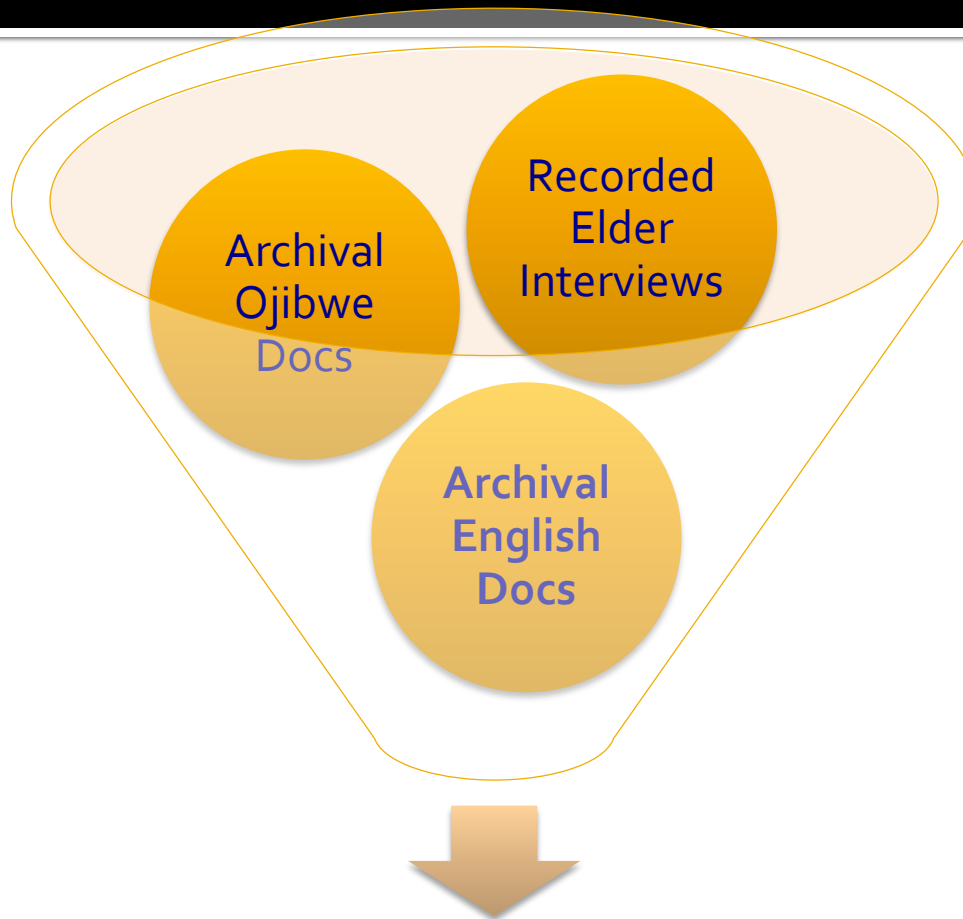 Archival
Ojibwe
Docs
Recorded
Elder
Interviews
Archival
English
Docs